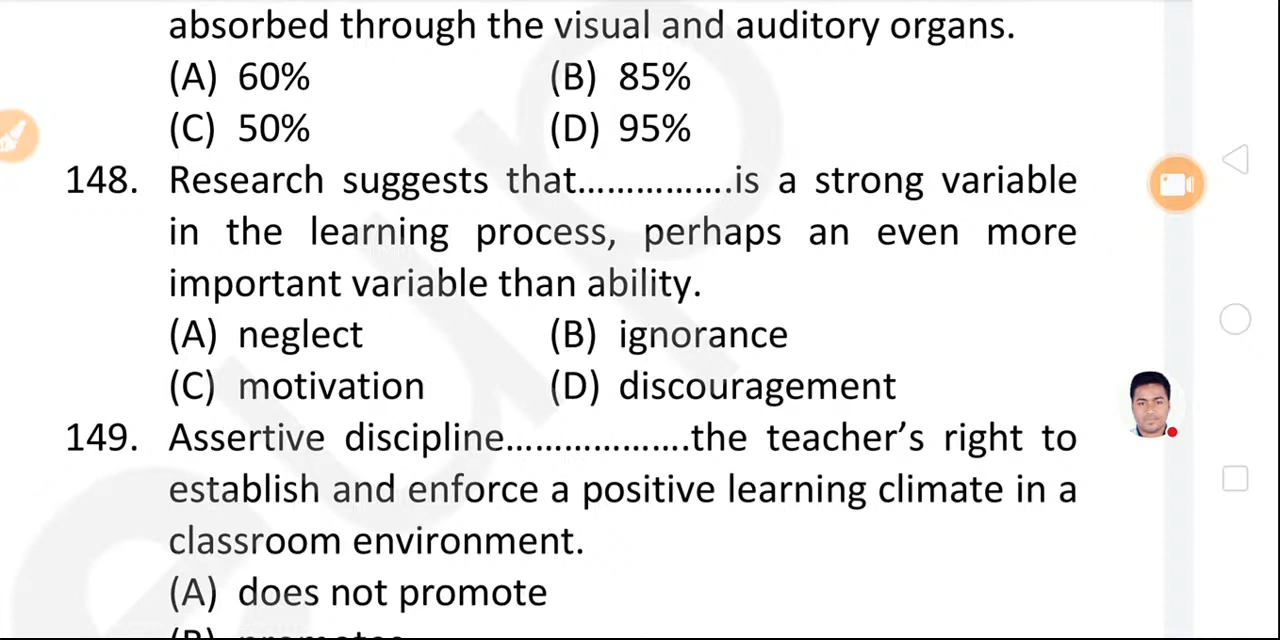 absorbed through the visual and auditory organs.
(A) 60% (B) 85%
(C) 50% (D) 95%
148. Research suggests that................is a strong variable
in the learning process, perhaps an even more
important variable than ability.
(A) neglect (B) ignorance
(C) motivation (D) discouragement
149. Assertive discipline...................the teacher’s right to
establish and enforce a positive learning climate in a
classroom environment.
(A) does not promote
(B) promotes